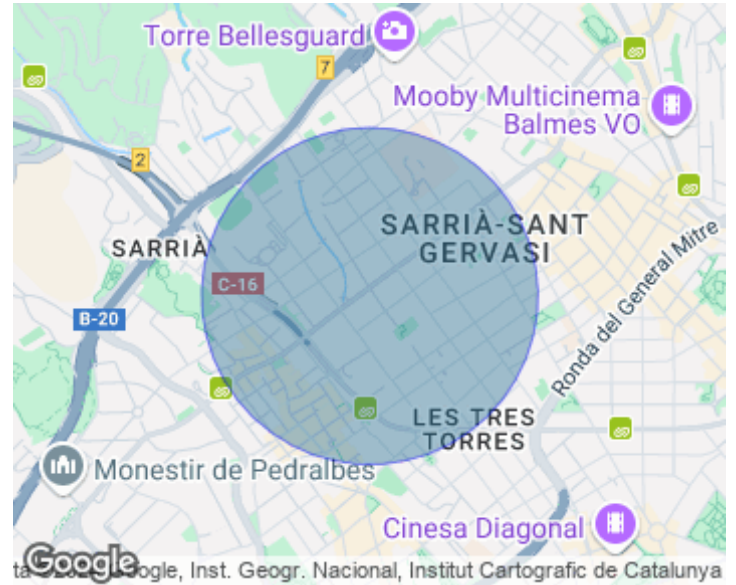 Torre Bellesguard
7
Mooby Multicinema
Balmes VO
2
SARRIÀ-SANT
GERVASI
SARRIÀ
C-16
B-20
Ronda del General Mitre
LES TRES
TORRES
Monestir de Pedralbes
Cinesa Diagonal
Google
Google, Inst. Geogr. Nacional, Institut Cartografic de Catalunya